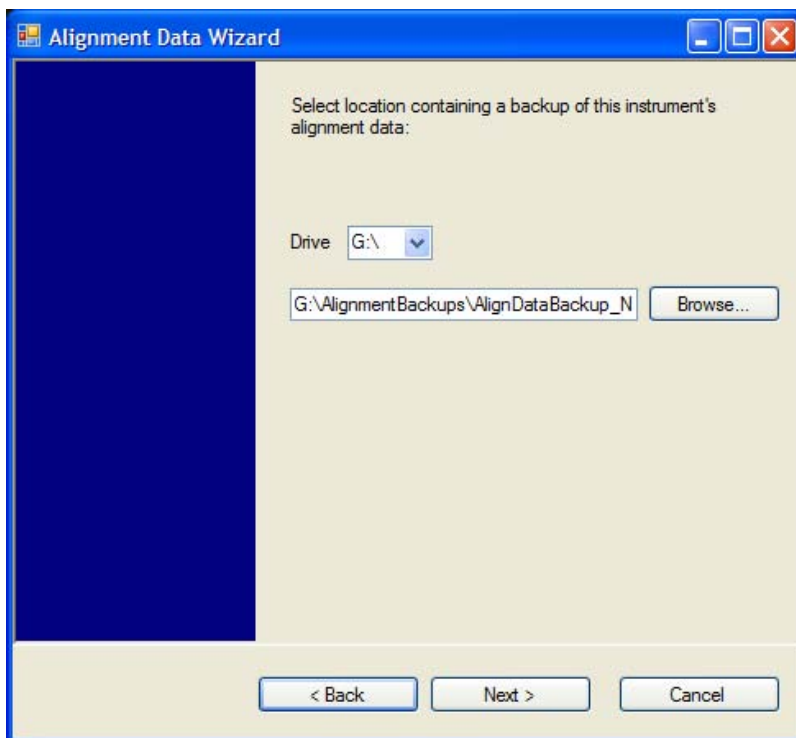 Alignment Data Wizard
Select location containing a backup of this instrument's
alignment data:
Drive G:\
G:\AlignmentBackups\AlignDataBackup_N Browse...
< Back Next > Cancel